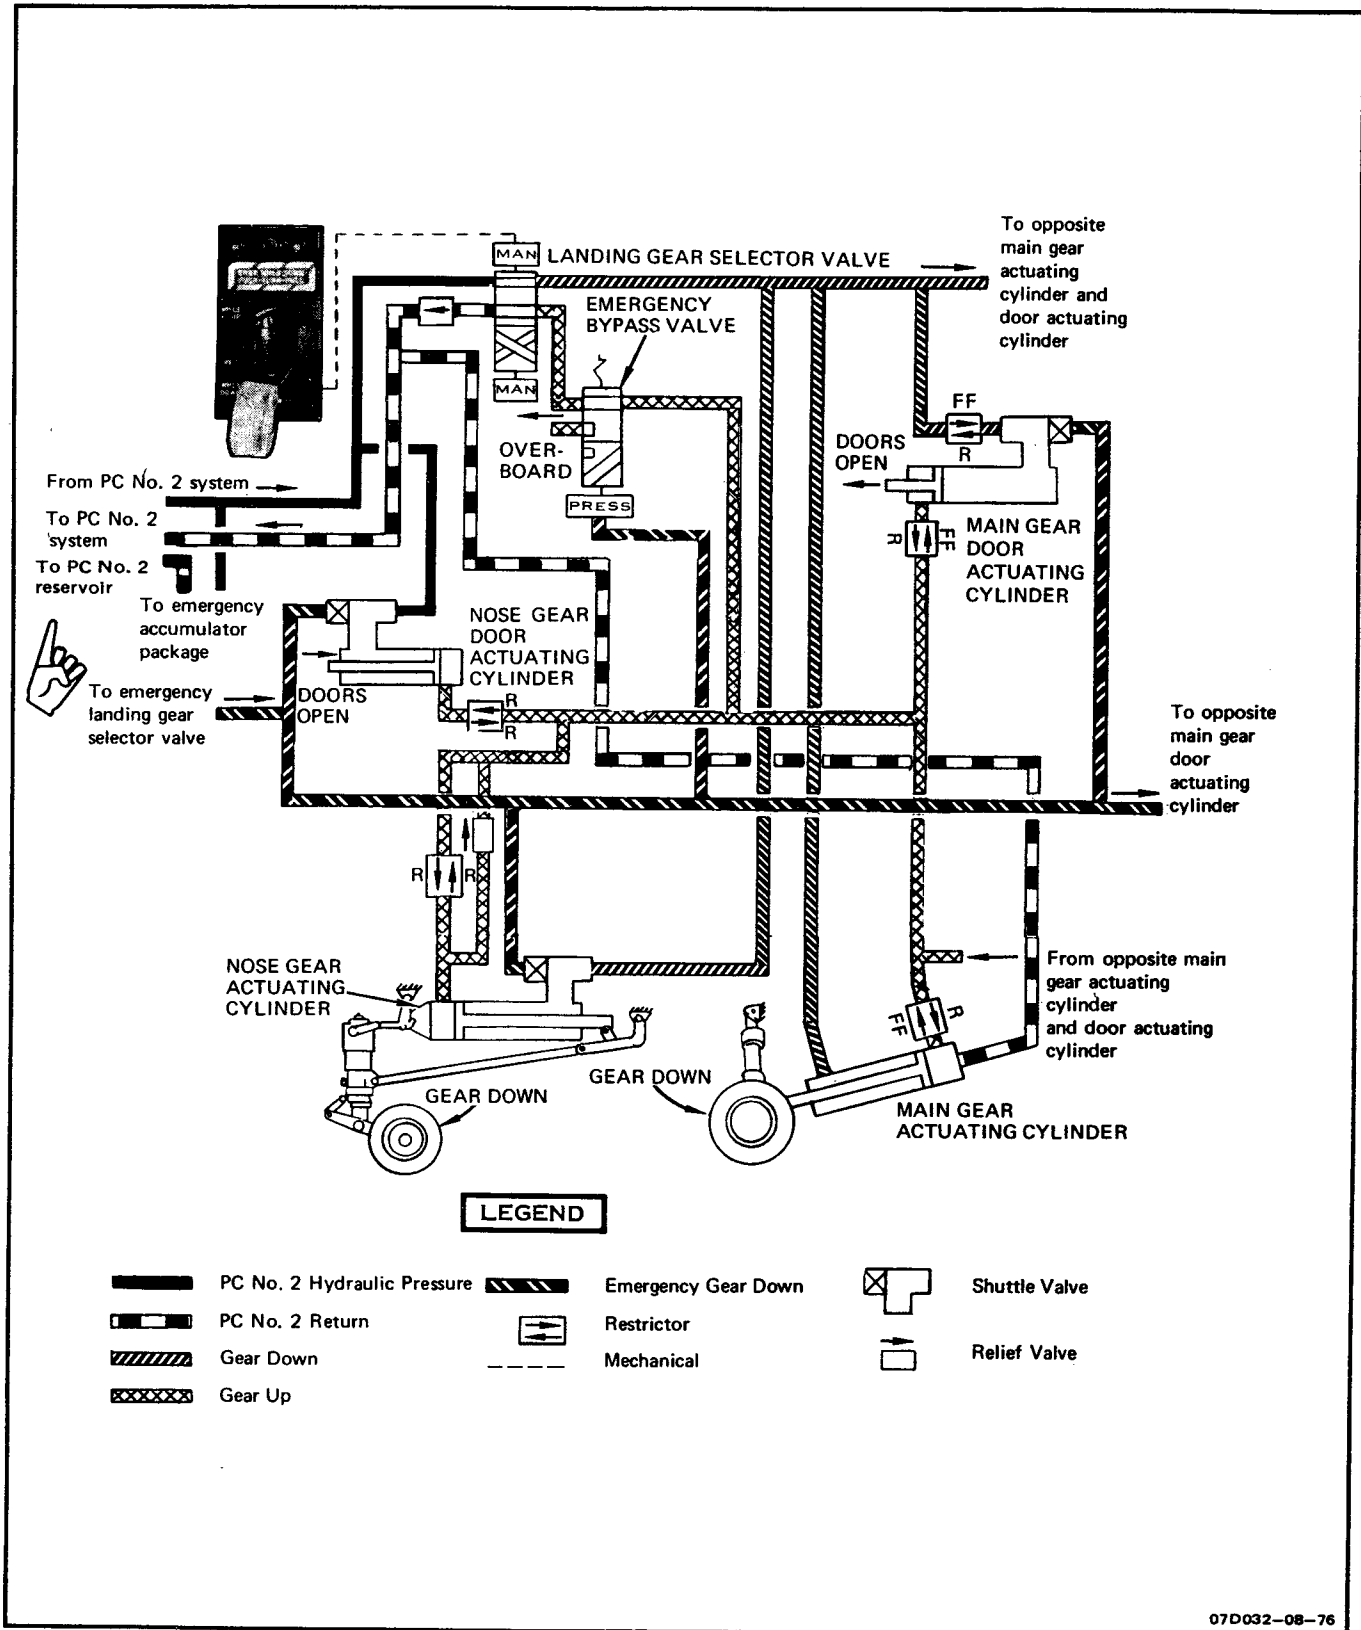 To opposite
main gear
actuating
cylinder and
door actuating
cylinder
MAN
LANDING GEAR SELECTOR VALVE
EMERGENCY
BYPASS VALVE
MAN
OVER-
BOARD
PRESS
FF
R
DOORS
OPEN
R
FF
MAIN GEAR
DOOR
ACTUATING
CYLINDER
From PC No. 2 system
To PC No. 2
system
To PC No. 2
reservoir
To emergency
accumulator
package
NOSE GEAR
DOOR
ACTUATING
CYLINDER
To emergency
landing gear
selector valve
DOORS
OPEN
R
R
To opposite
main gear
door
actuating
cylinder
R
R
NOSE GEAR
ACTUATING
CYLINDER
From opposite main
gear actuating
cylinder
and door actuating
cylinder
FF
R
GEAR DOWN
GEAR DOWN
MAIN GEAR
ACTUATING CYLINDER
LEGEND
PC No. 2 Hydraulic Pressure
Emergency Gear Down
Shuttle Valve
PC No. 2 Return
Restrictor
Relief Valve
Gear Down
Mechanical
Gear Up
07D032-08-76